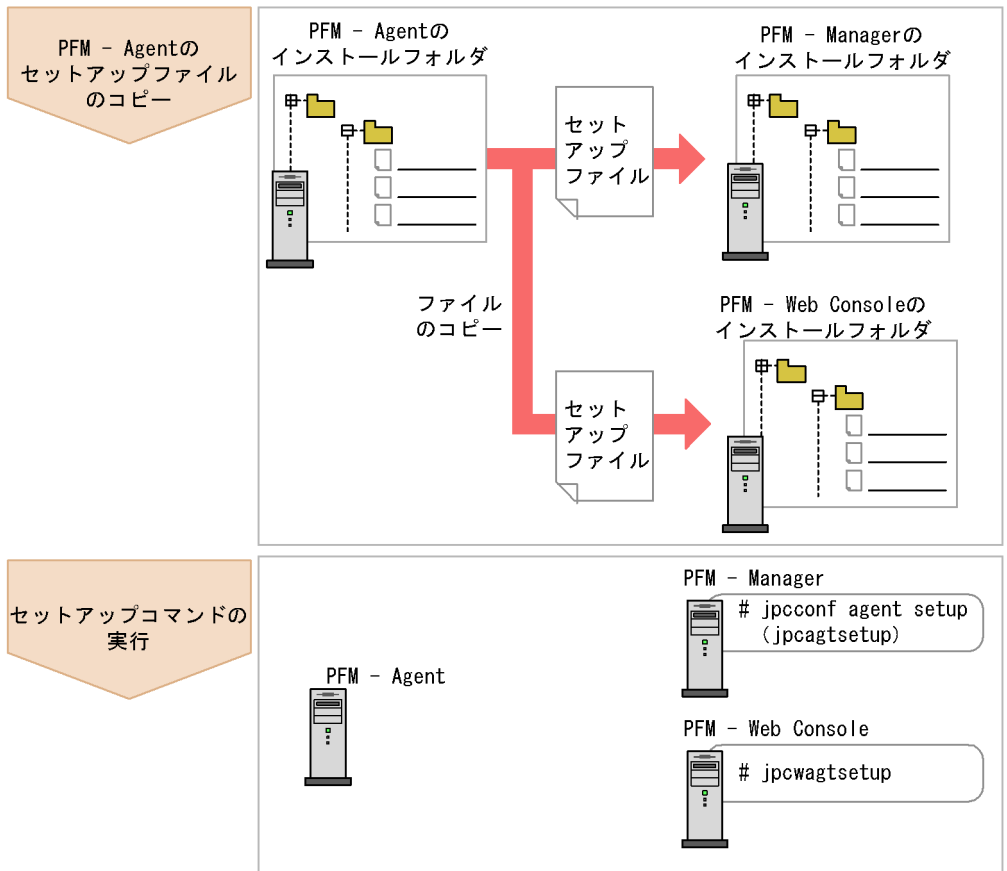 PFM - Agentの
セットアップファイル
のコピー
PFM - Agentの
インストールフォルダ
PFM - Managerの
インストールフォルダ
セット
アップ
ファイル
ファイル
のコピー
PFM - Web Consoleの
インストールフォルダ
セット
アップ
ファイル
セットアップコマンドの
実行
PFM - Agent
PFM - Manager
# jpcconf agent setup
(jpcagtsetup)
PFM - Web Console
# jpcwagtsetup